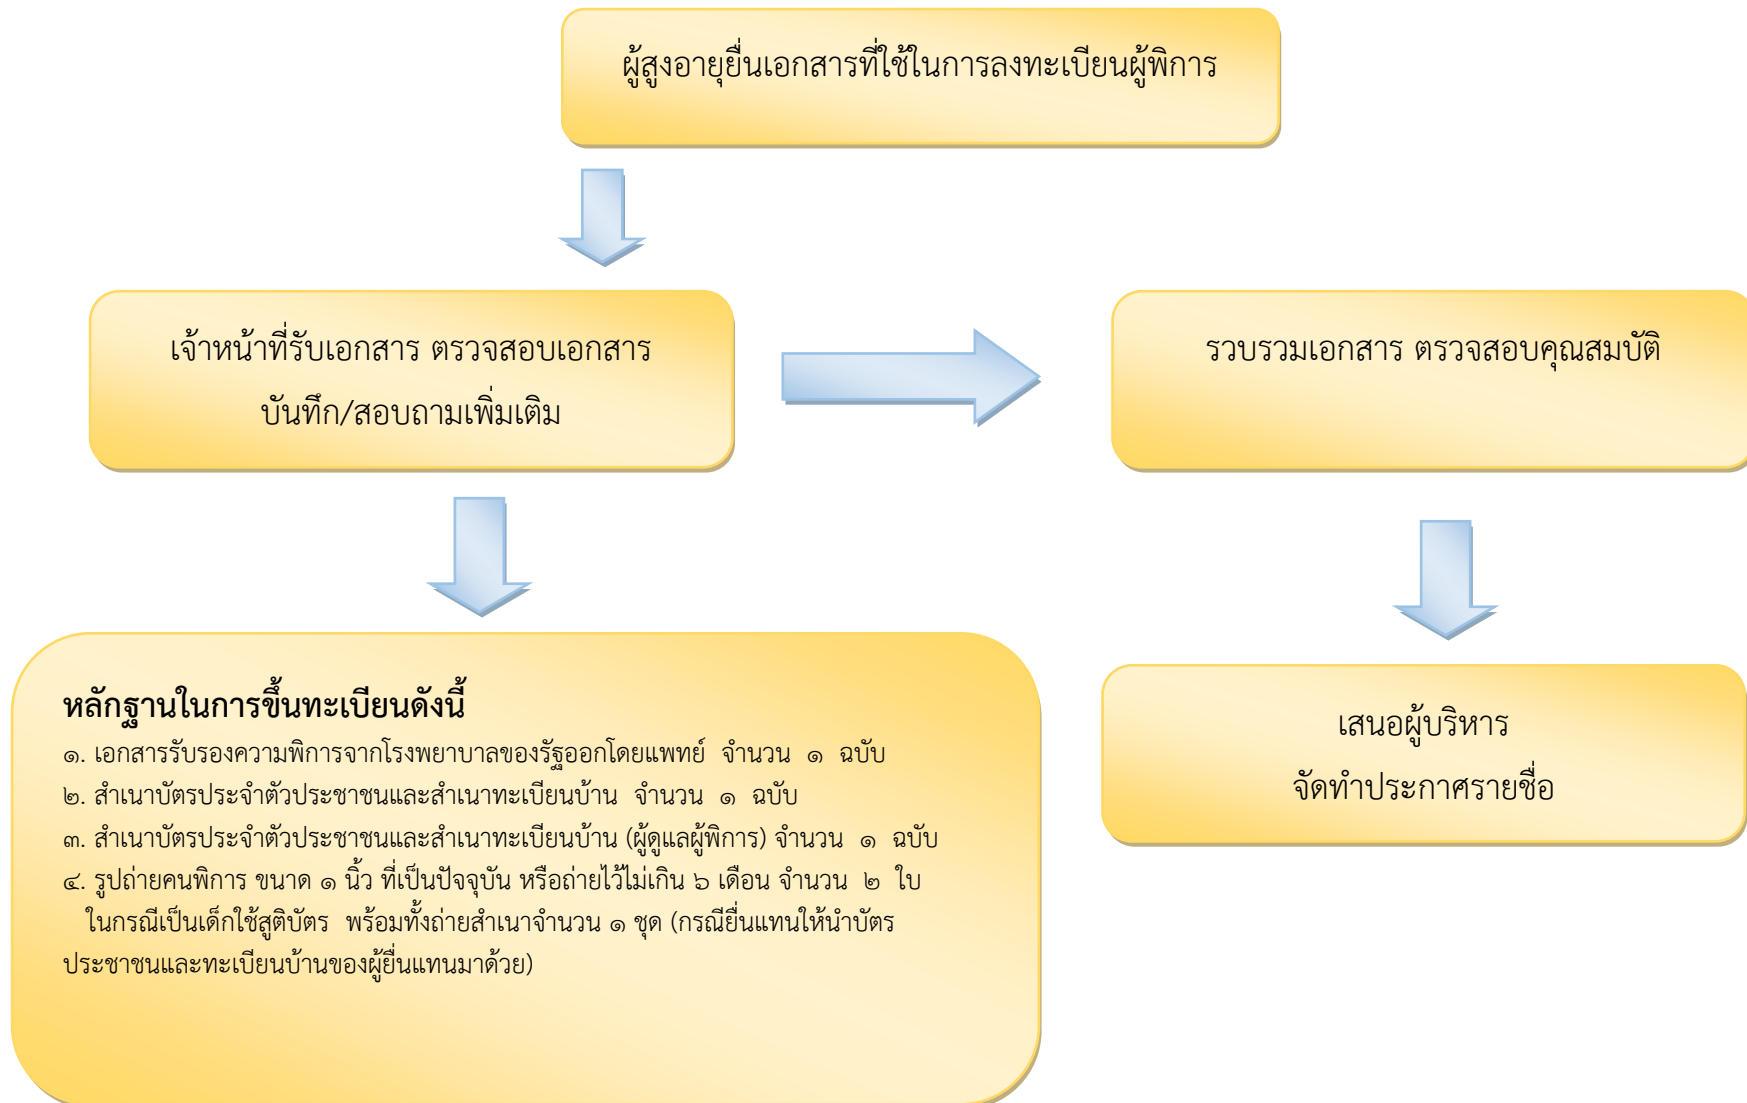 ผู้สูงอายุยื่นเอกสารที่ใช้ในการลงทะเบียนผู้พิการ
เจ้าหน้าที่รับเอกสาร ตรวจสอบเอกสาร
บันทึก/สอบถามเพิ่มเติม
รวบรวมเอกสาร ตรวจสอบคุณสมบัติ
หลักฐานในการขึ้นทะเบียนดังนี้
๑. เอกสารรับรองความพิการจากโรงพยาบาลของรัฐออกโดยแพทย์ จำนวน ๑ ฉบับ
๒. สำเนาบัตรประจำตัวประชาชนและสำเนาทะเบียนบ้าน จำนวน ๑ ฉบับ
๓. สำเนาบัตรประจำตัวประชาชนและสำเนาทะเบียนบ้าน (ผู้ดูแลผู้พิการ) จำนวน ๑ ฉบับ
๔. รูปถ่ายคนพิการ ขนาด ๑ นิ้ว ที่เป็นปัจจุบัน หรือถ่ายไว้ไม่เกิน ๖ เดือน จำนวน ๒ ใบ
ในกรณีเป็นเด็กใช้สูติบัตร พร้อมทั้งถ่ายสำเนาจำนวน ๑ ชุด (กรณียื่นแทนให้นำบัตร
ประชาชนและทะเบียนบ้านของผู้ยื่นแทนมาด้วย)
เสนอผู้บริหาร
จัดทำประกาศรายชื่อ